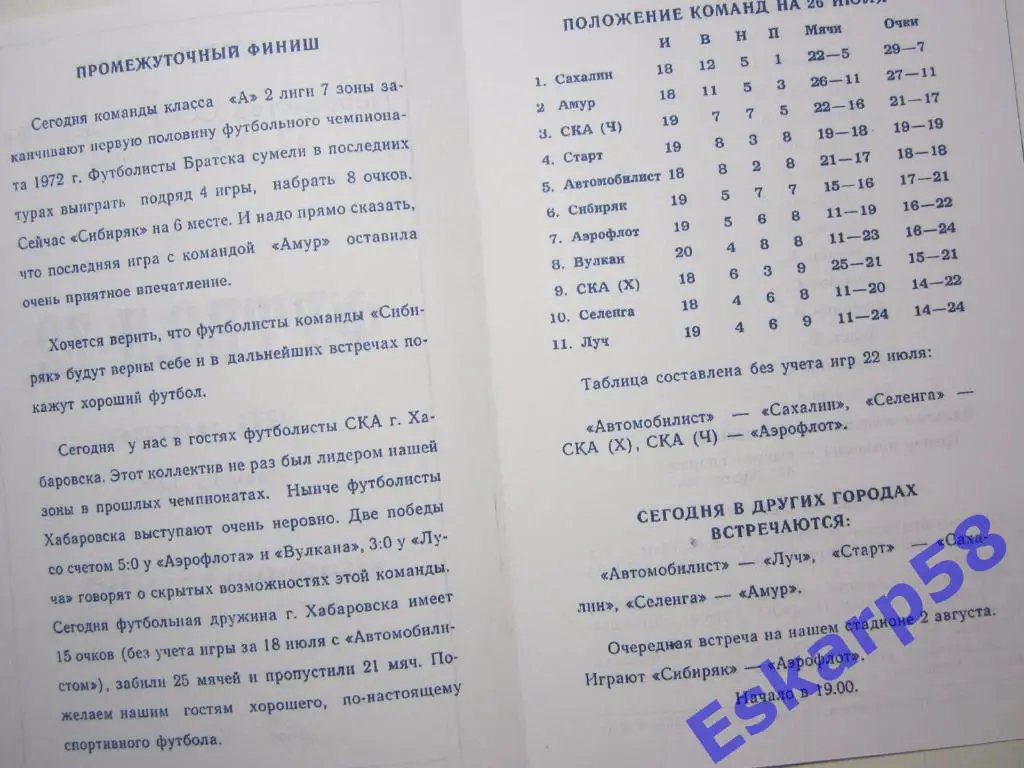 ПРОМЕЖУТОЧНЫЙ ФИНИШ
Сегодня команды класса «А» 2 лиги 7 зоны за-
канчивают первую половину футбольного чемпиона-
та 1972 г. Футболисты Братска сумели в последних
турах выиграть подряд 4 игры, набрать 8 очков.
Сейчас «Сибиряк» на 6 месте. И надо прямо сказать,
что последняя игра с командой «Амур» оставила
очень приятное впечатление.
Хочется верить, что футболисты команды «Сиби-
ряк» будут верны себе и в дальнейших встречах по-
кажут хороший футбол.
Сегодня у нас в гостях футболисты СКА г. Ха-
баровска. Этот коллектив не раз был лидером нашей
зоны в прошлых чемпионатах. Нынче футболисты
Хабаровска выступают очень неровно. Две победы
со счетом 5:0 у «Аэрофлота» и «Вулкана», 3:0 у «Лу-
ча» говорят о скрытых возможностях этой команды.
Сегодня футбольная дружина г. Хабаровска имеет
15 очков (без учета игры за 18 июля с «Автомобили-
стом»), забили 25 мячей и пропустили 21 мяч. По-
желаем нашим гостям хорошего, по-настоящему
спортивного футбола.
ПОЛОЖЕНИЕ КОМАНД НА 26 ИЮЛЯ
И В Н П Мячи Очки
1. Сахалин 18 12 5 1 22—5 29—7
2 Амур 18 11 5 3 26—11 27—11
3. СКА (Ч) 19 7 7 5 22—16 21—17
4. Старт 19 8 3 8 19—18 19—19
5. Автомобилист 18 8 2 8 21—17 18—18
6. Сибиряк 19 5 7 7 15—16 17—21
7. Аэрофлот 19 5 6 8 11—19 16—22
8. Вулкан 20 4 8 8 11—23 16—24
9. СКА (Х) 18 6 3 9 25—21 15—21
10. Селенга 18 4 6 8 11—20 14—22
11. Луч 19 4 6 9 11—24 14—24
Таблица составлена без учета игр 22 июля:
«Автомобилист» — «Сахалин», «Селенга» —
СКА (Х), СКА (Ч) — «Аэрофлот».
СЕГОДНЯ В ДРУГИХ ГОРОДАХ
ВСТРЕЧАЮТСЯ:
«Автомобилист» — «Луч», «Старт» — «Саха-
лин», «Селенга» — «Амур».
Очередная встреча на нашем стадионе 2 августа.
Играют «Сибиряк» — «Аэрофлот».
Начало в 19.00.
Eskarp58